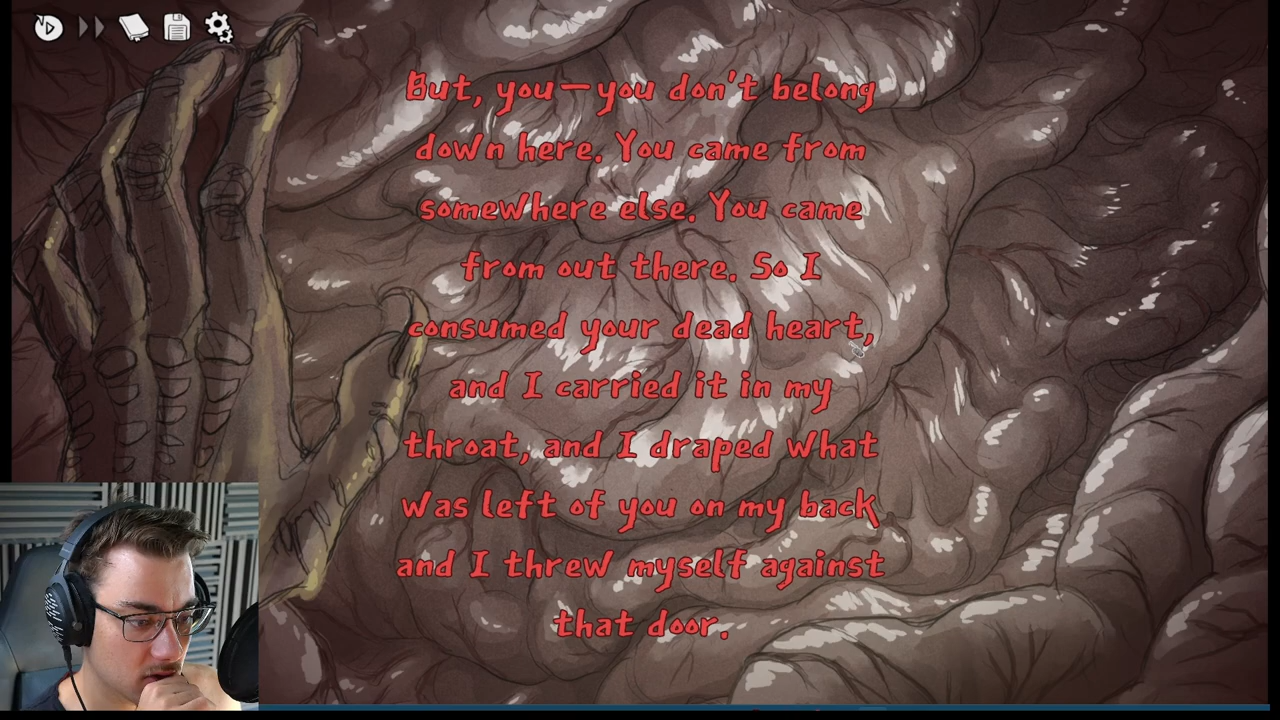 But, you—you don't belong
down here. You came from
somewhere else. You came
from out there. So I
consumed your dead heart,
and I carried it in my
throat, and I draped what
was left of you on my back
and I threw myself against
that door.